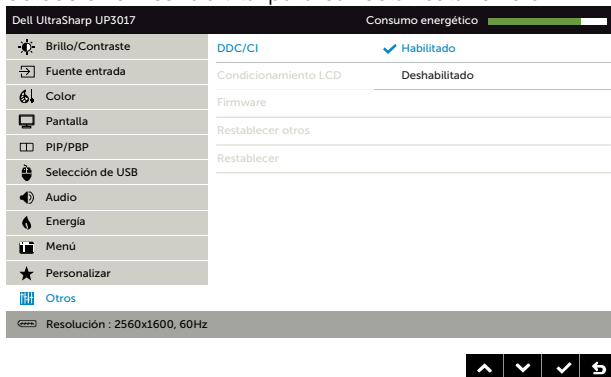 Dell UltraSharp UP3017
Consumo energético
Brillo/Contraste
DDC/CI
Habilitado
Fuente entrada
Condicionamiento LCD
Deshabilitado
Color
Firmware
Pantalla
Restablecer otros
PIP/PBP
Restablecer
Selección de USB
Audio
Energía
Menú
Personalizar
Otros
Resolución : 2560x1600, 60Hz